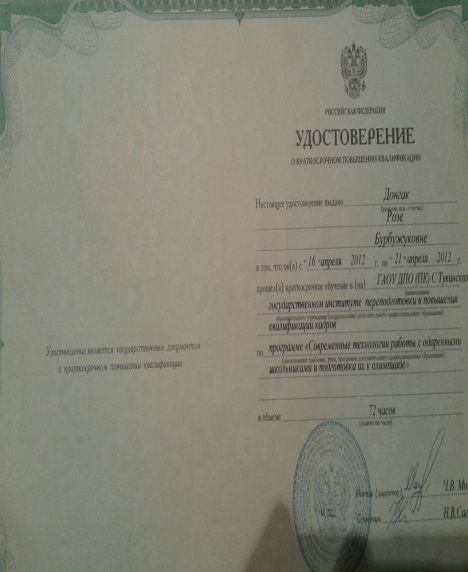 Удостоверение является государственным документом
о краткосрочном повышении квалификации
РОССИЙСКАЯ ФЕДЕРАЦИЯ
УДОСТОВЕРЕНИЕ
О КРАТКОСРОЧНОМ ПОВЫШЕНИИ КВАЛИФИКАЦИИ
Настоящее удостоверение выдано Донгак
(фамилия, имя, отчество)
Розе
Бурбужуковне
в том, что он(а) с " 16 " апреля 2012 г. по " 21 " апреля 2012 г.
прошел(а) краткосрочное обучение в (на) ГАОУ ДПО (ПК) С Тувинском
(наименование
государственном институте переподготовки и повышения
образовательного учреждения (подразделения) дополнительного профессионального образования)
квалификации кадров
по программе «Современные технологии работы с одаренными
(наименование проблемы, темы, программы дополнительного профессионального образования)
школьниками и подготовка их к олимпиаде»
в объеме 72 часов
(количество часов)
Ректор (директор)
М.П.
Секретарь Н.В.